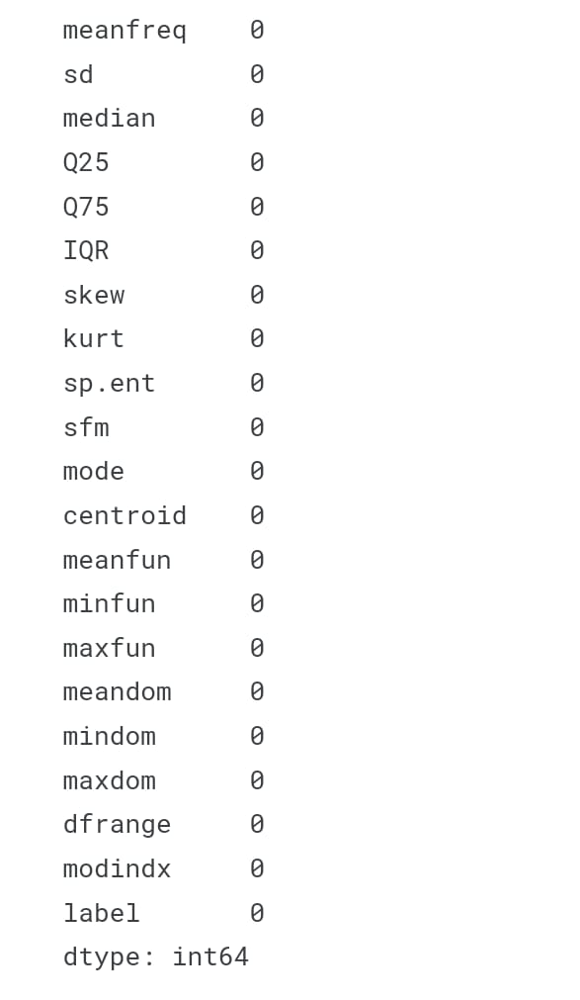 meanfreq    0
sd          0
median      0
Q25         0
Q75         0
IQR         0
skew        0
kurt        0
sp.ent      0
sfm         0
mode        0
centroid    0
meanfun     0
minfun      0
maxfun      0
meandom     0
mindom      0
maxdom      0
dfrange     0
modindx     0
label       0
dtype: int64